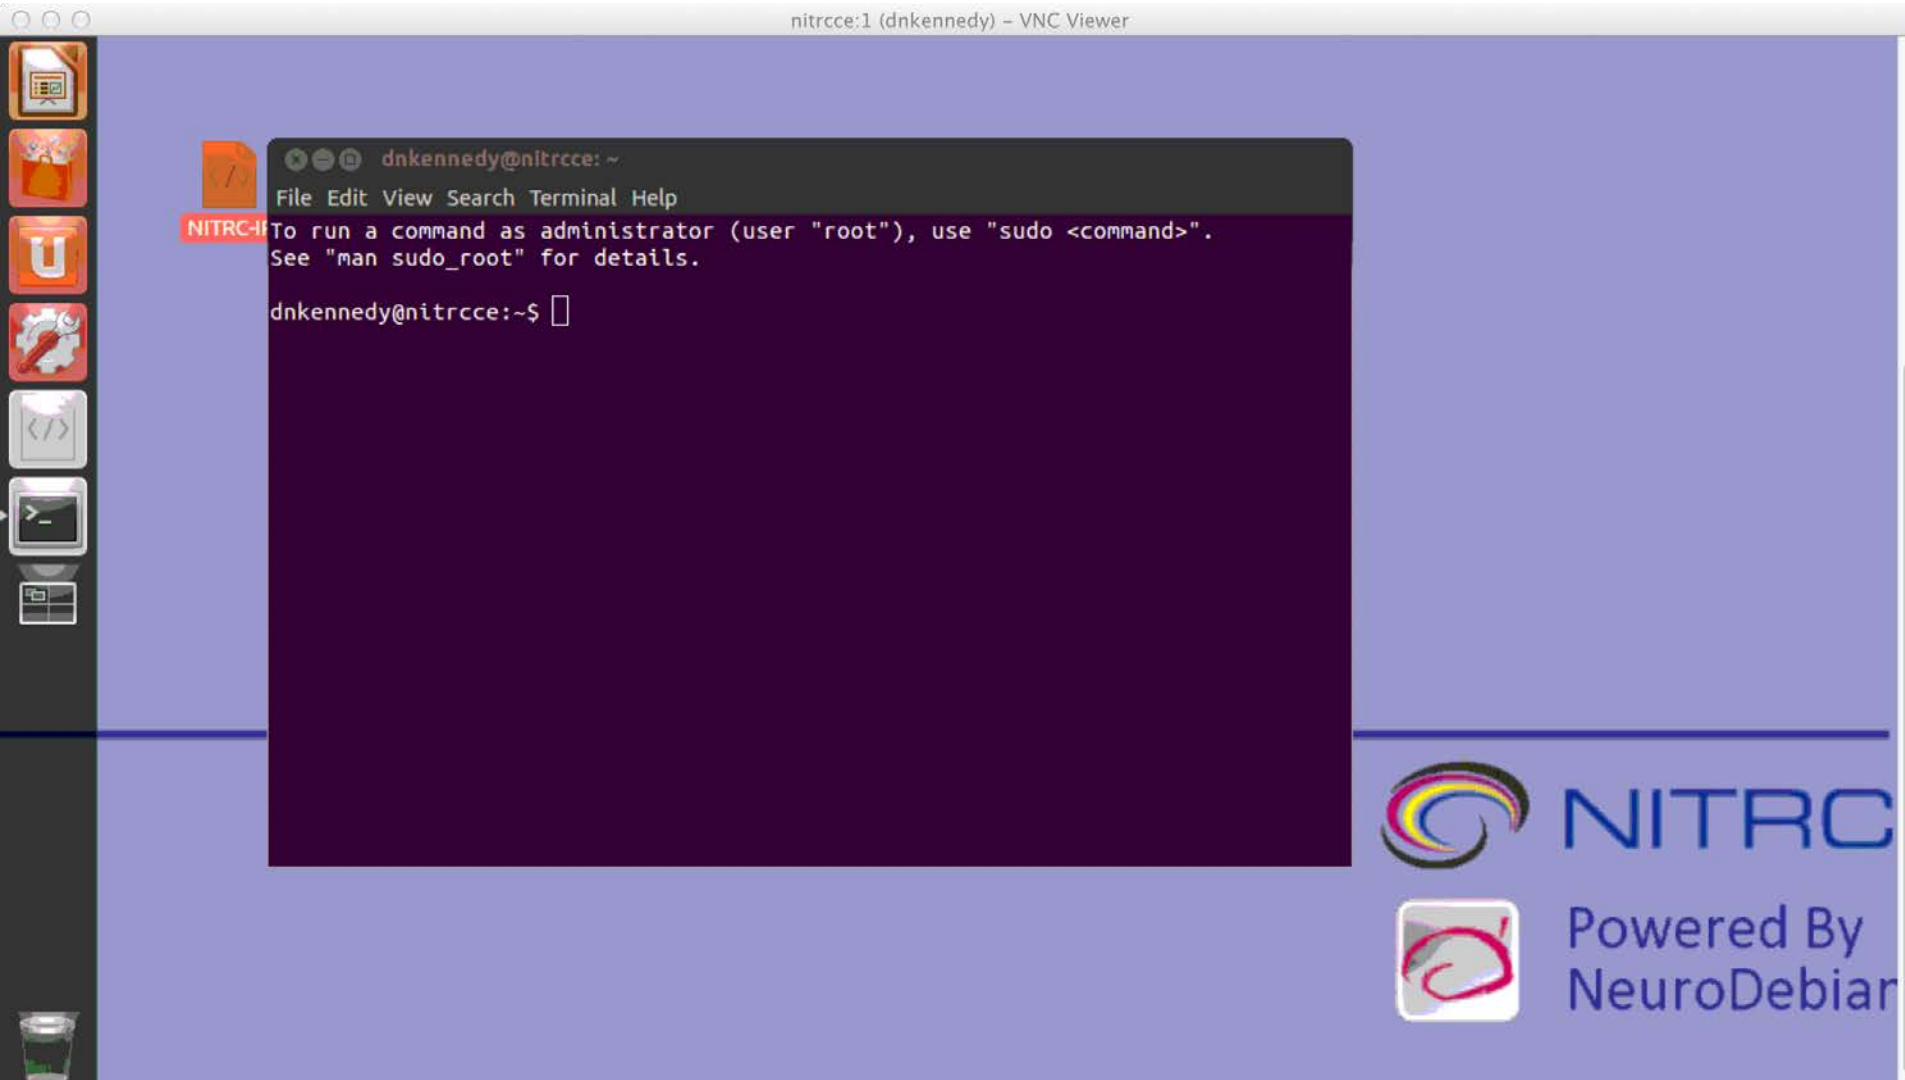 nitrcce:1 (dnkennedy) – VNC Viewer
dnkennedy@nitrcce: ~
File Edit View Search Terminal Help
NITRC-I
To run a command as administrator (user "root"), use "sudo <command>".
See "man sudo_root" for details.
dnkennedy@nitrcce:~$
NITRC
Powered By
NeuroDebian